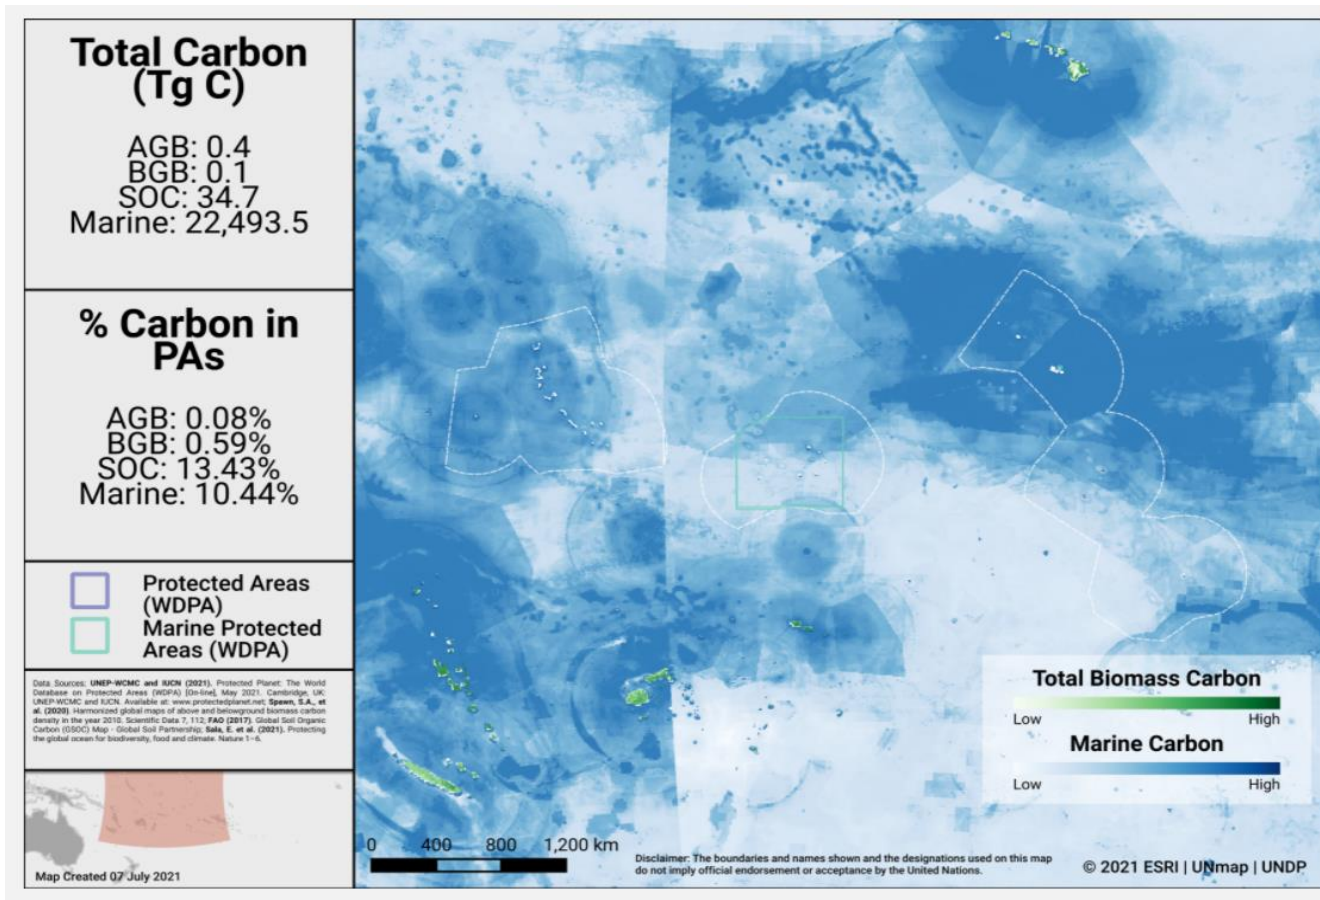 Total Carbon
(Tg C)
AGB: 0.4
BGB: 0.1
SOC: 34.7
Marine: 22,493.5
% Carbon in
PAs
AGB: 0.08%
BGB: 0.59%
SOC: 13.43%
Marine: 10.44%
Protected Areas
(WDPA)
Marine Protected
Areas (WDPA)
Data Sources: UNEP-WCMC and IUCN (2021). Protected Planet: The World
Database on Protected Areas (WDPA) [On-line], May 2021. Cambridge, UK:
UNEP-WCMC and IUCN. Available at: www.protectedplanet.net; Spawn, S.A., et
al. (2020). Harmonized global maps of above and belowground biomass carbon
density in the year 2010. Scientific Data 7, 112; FAO (2017). Global Soil Organic
Carbon (GSOC) Map - Global Soil Partnership; Sala, E. et al. (2021). Protecting
the global ocean for biodiversity, food and climate. Nature 1–6.
Map Created 07 July 2021
0 400 800 1,200 km
Disclaimer: The boundaries and names shown and the designations used on this map
do not imply official endorsement or acceptance by the United Nations.
Total Biomass Carbon
Low High
Marine Carbon
Low High
© 2021 ESRI | UNmap | UNDP